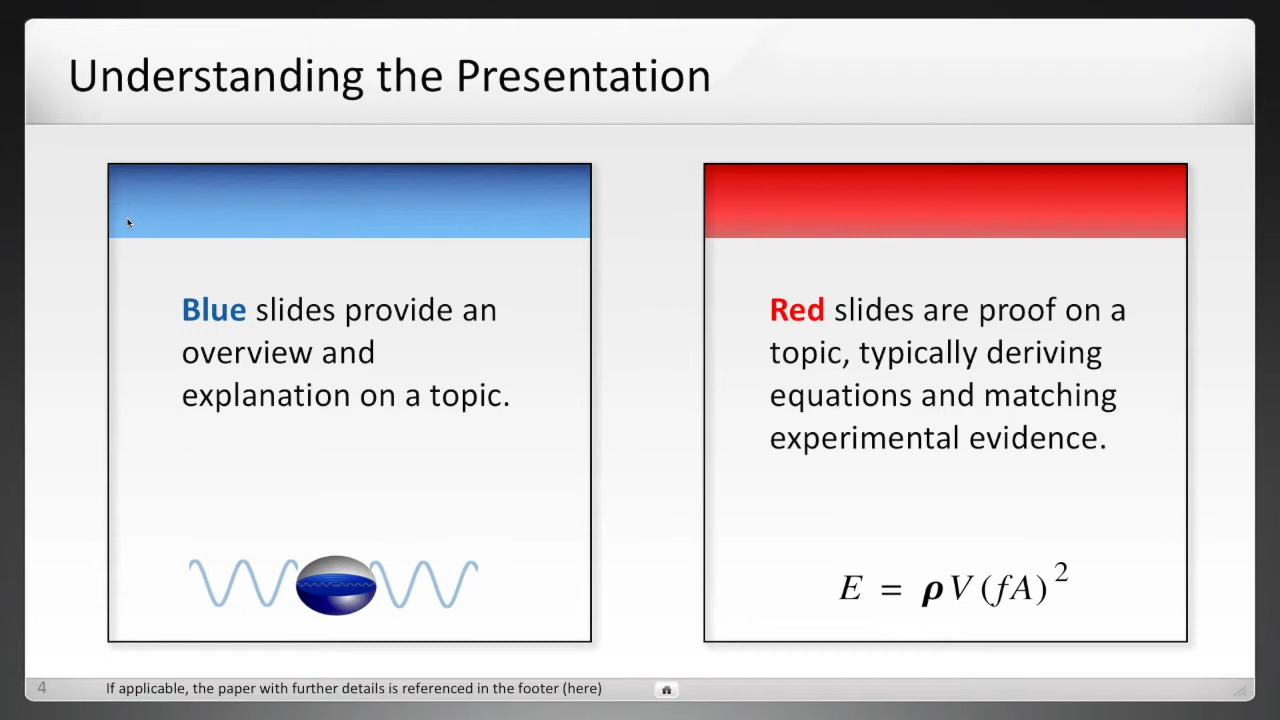 Understanding the Presentation
Blue slides provide an
overview and
explanation on a topic.
Red slides are proof on a
topic, typically deriving
equations and matching
experimental evidence.
E = ρV(fA)²
4
If applicable, the paper with further details is referenced in the footer (here)